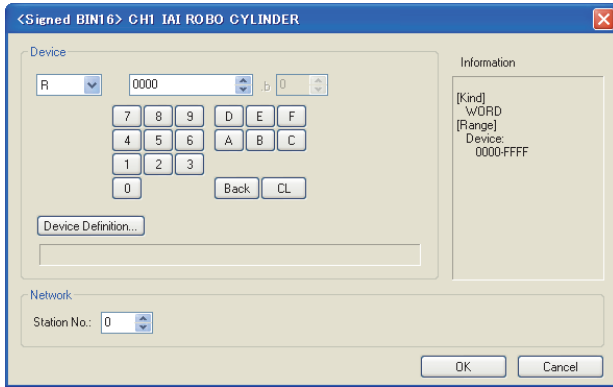 <Signed BIN16> CH1 IAI ROBO CYLINDER
Device
R 0000 .b 0
7 8 9 D E F
4 5 6 A B C
1 2 3
0 Back CL
Device Definition...
Information
[Kind]
WORD
[Range]
Device:
0000-FFFF
Network
Station No.: 0
OK Cancel